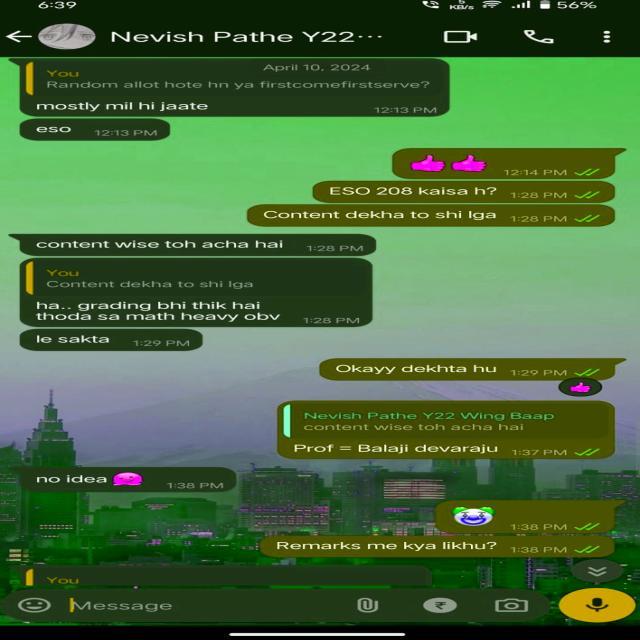 6:39
5 KB/s 56%
Nevish Pathe Y22...
April 10, 2024
You
Random allot hote hn ya firstcomefirstserve?
mostly mil hi jaate 12:13 PM
eso 12:13 PM
12:14 PM
ESO 208 kaisa h? 1:28 PM
Content dekha to shi lga 1:28 PM
content wise toh acha hai 1:28 PM
You
Content dekha to shi lga
ha.. grading bhi thik hai
thoda sa math heavy obv 1:28 PM
le sakta 1:29 PM
Okayy dekhta hu 1:29 PM
Nevish Pathe Y22 Wing Baap
content wise toh acha hai
Prof = Balaji devaraju 1:37 PM
no idea 1:38 PM
1:38 PM
Remarks me kya likhu? 1:38 PM
You
Message
₹